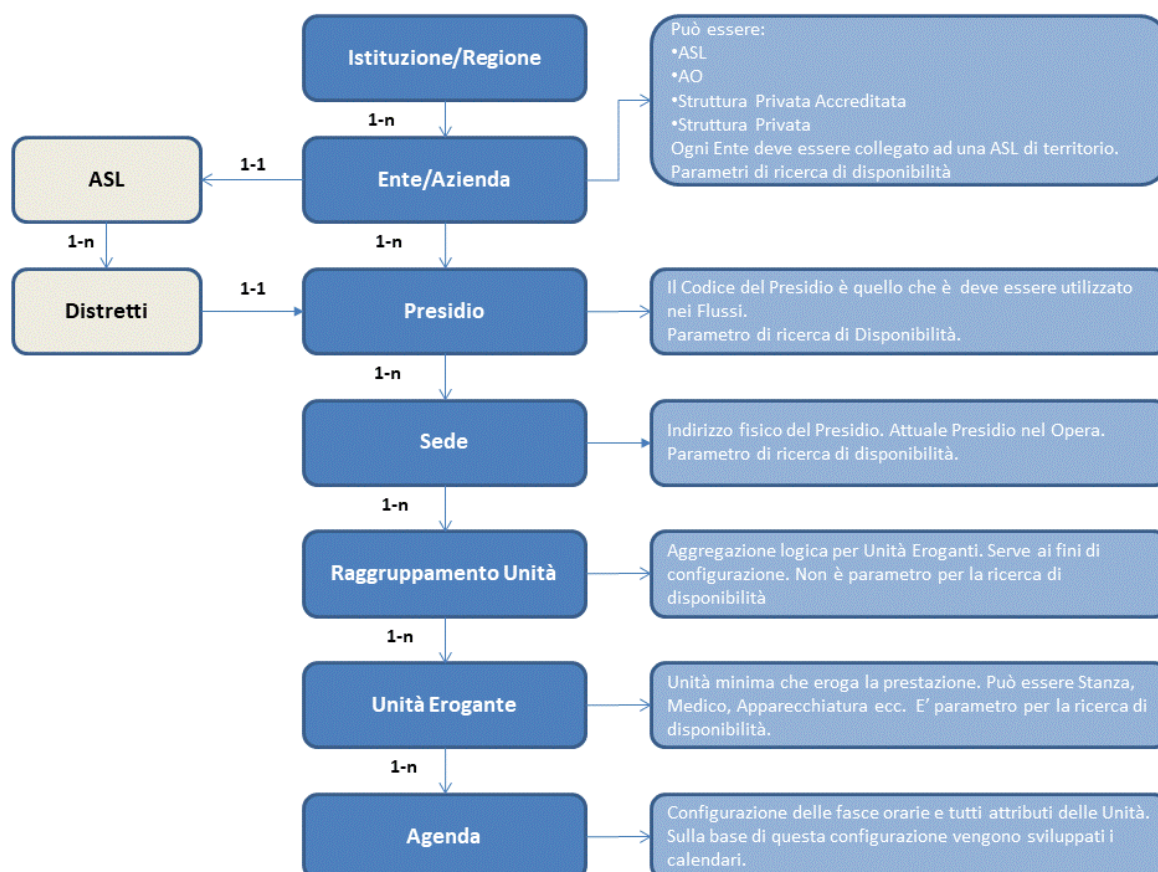 Istituzione/Regione
Può essere:
•ASL
•AO
•Struttura Privata Accreditata
•Struttura Privata
Ogni Ente deve essere collegato ad una ASL di territorio.
Parametri di ricerca di disponibilità
1-n
ASL
1-1
Ente/Azienda
1-n
1-n
Distretti
1-1
Presidio
Il Codice del Presidio è quello che è deve essere utilizzato
nei Flussi.
Parametro di ricerca di Disponibilità.
1-n
Sede
Indirizzo fisico del Presidio. Attuale Presidio nel Opera.
Parametro di ricerca di disponibilità.
1-n
Raggruppamento Unità
Aggregazione logica per Unità Eroganti. Serve ai fini di
configurazione. Non è parametro per la ricerca di
disponibilità
1-n
Unità Erogante
Unità minima che eroga la prestazione. Può essere Stanza,
Medico, Apparecchiatura ecc. E’ parametro per la ricerca di
disponibilità.
1-n
Agenda
Configurazione delle fasce orarie e tutti attributi delle Unità.
Sulla base di questa configurazione vengono sviluppati i
calendari.